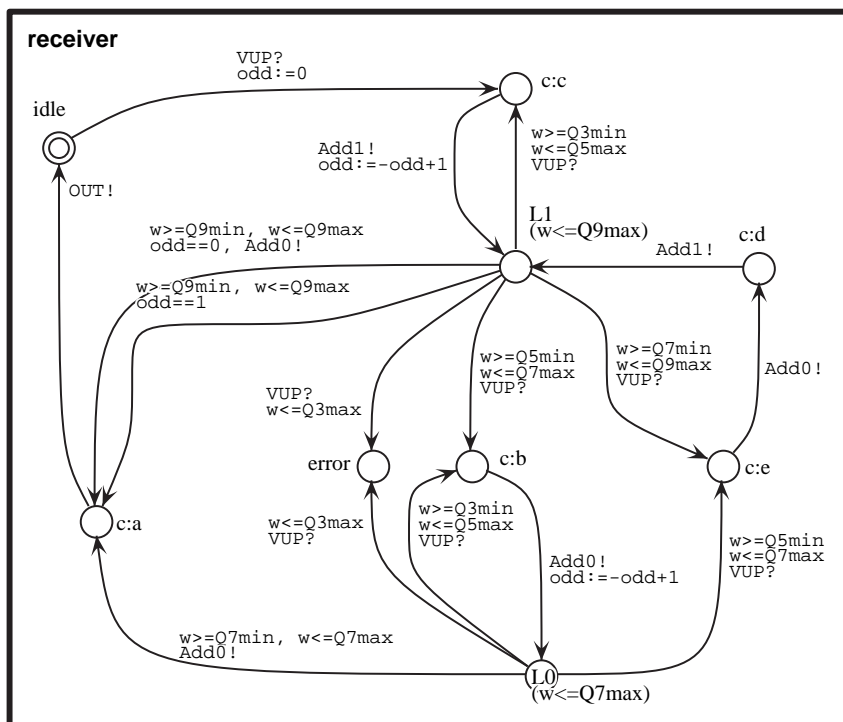 receiver
VUP?
odd:=0
c:c
idle
Add1!
odd:=-odd+1
w>=Q3min
w<=Q5max
VUP?
OUT!
L1
(w<=Q9max)
w>=Q9min, w<=Q9max
odd==0, Add0!
c:d
Add1!
w>=Q9min, w<=Q9max
odd==1
w>=Q5min
w<=Q7max
VUP?
w>=Q7min
w<=Q9max
VUP?
Add0!
VUP?
w<=Q3max
error
c:b
c:e
c:a
w<=Q3max
VUP?
w>=Q3min
w<=Q5max
VUP?
Add0!
odd:=-odd+1
w>=Q5min
w<=Q7max
VUP?
w>=Q7min, w<=Q7max
Add0!
L0
(w<=Q7max)